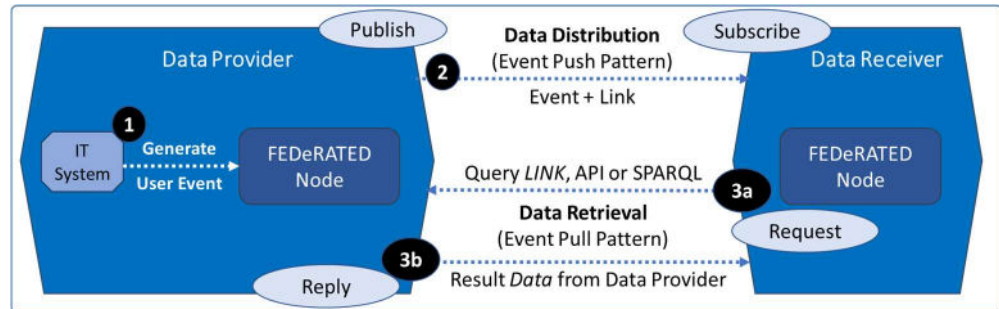 Publish
Data Distribution
Subscribe
Data Provider
(Event Push Pattern)
Data Receiver
2
Event + Link
1
IT
System
Generate
User Event
FEDeRATED
Node
FEDeRATED
Node
Query LINK, API or SPARQL
3a
Data Retrieval
(Event Pull Pattern)
Request
3b
Reply
Result Data from Data Provider